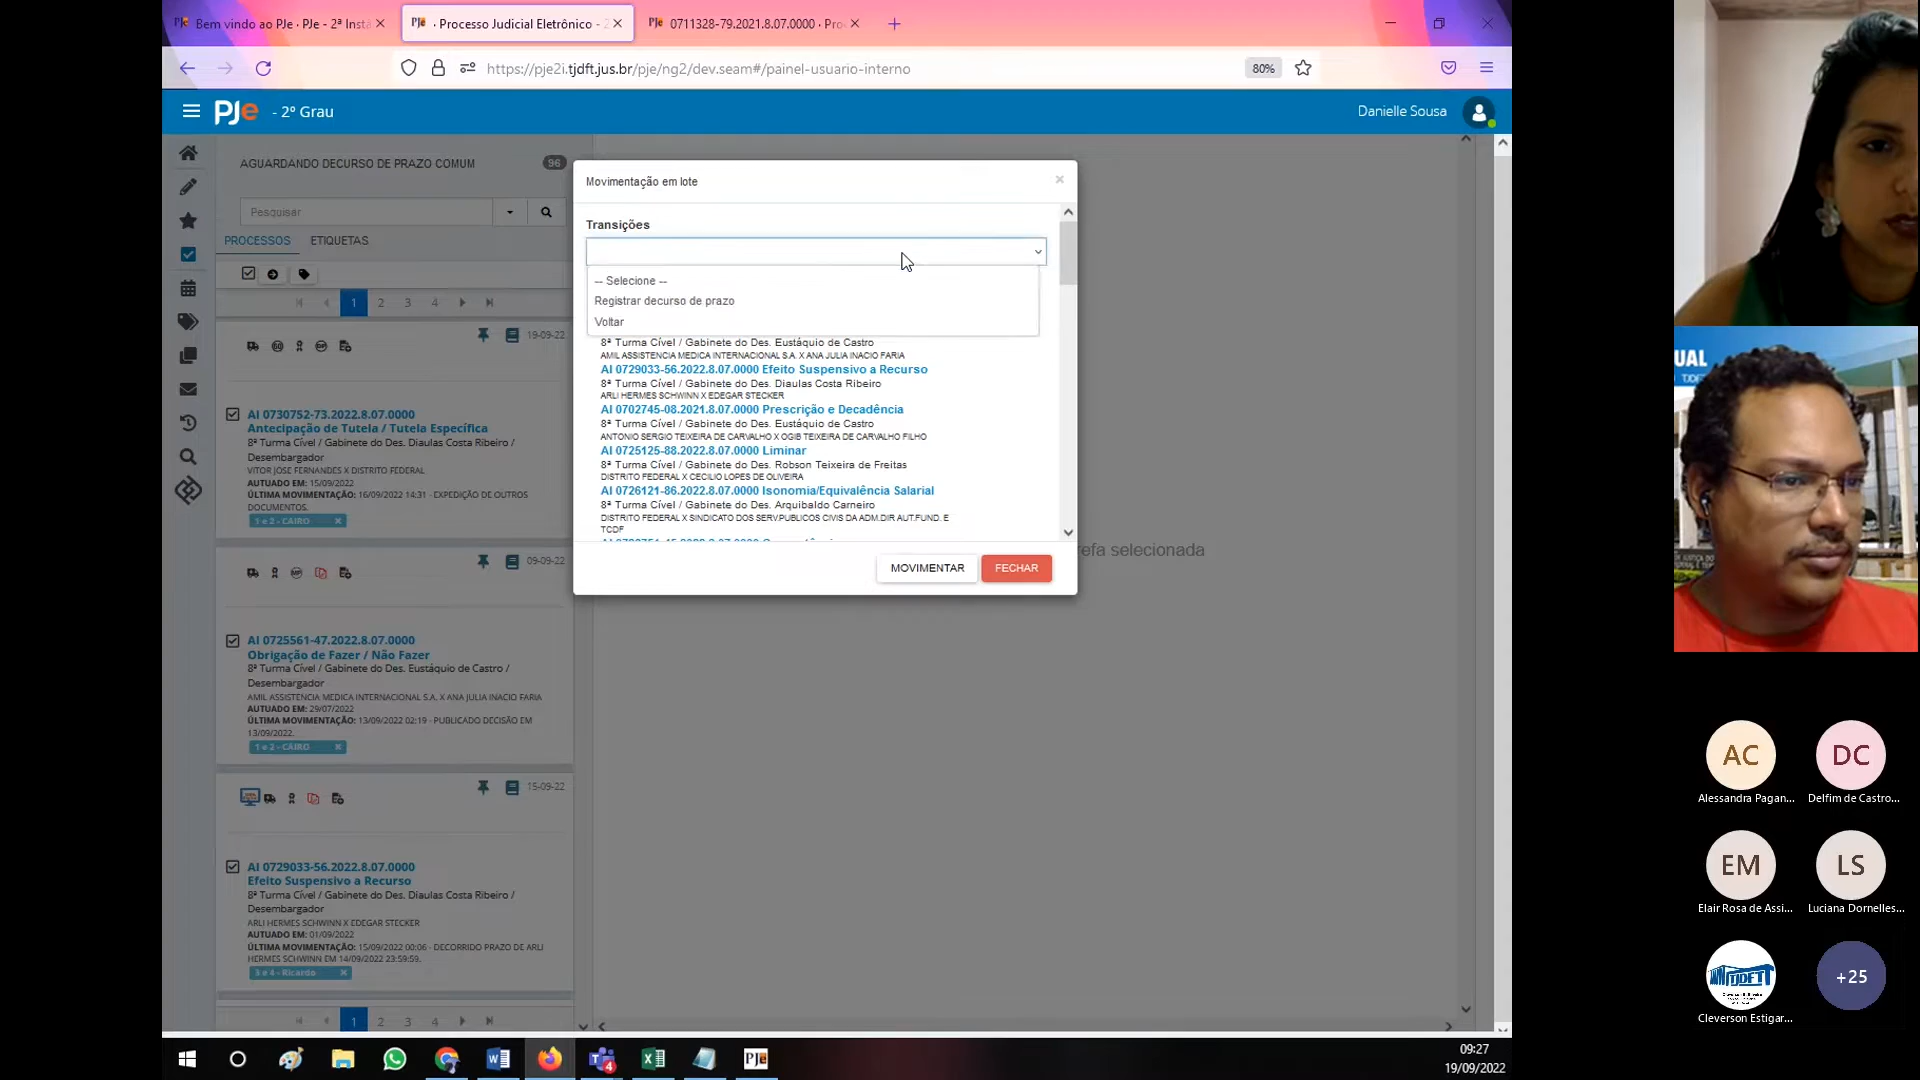 Bem vindo ao PJe · PJe - 2ª Instâ
· Processo Judicial Eletrônico - 2
0711328-79.2021.8.07.0000 · Pro
https://pje2i.tjdft.jus.br/pje/ng2/dev.seam#/painel-usuario-interno
80%
PJe - 2º Grau
Danielle Sousa
AGUARDANDO DECURSO DE PRAZO COMUM
96
Pesquisar
PROCESSOS
ETIQUETAS
1 2 3 4
19-09-22
AI 0730752-73.2022.8.07.0000
Antecipação de Tutela / Tutela Específica
8ª Turma Cível / Gabinete do Des. Diaulas Costa Ribeiro /
Desembargador
VITOR JOSE FERNANDES X DISTRITO FEDERAL
AUTUADO EM: 15/09/2022
ÚLTIMA MOVIMENTAÇÃO: 16/09/2022 14:31 - EXPEDIÇÃO DE OUTROS
DOCUMENTOS.
1 e 2 - CAIRO
09-09-22
AI 0725561-47.2022.8.07.0000
Obrigação de Fazer / Não Fazer
8ª Turma Cível / Gabinete do Des. Eustáquio de Castro /
Desembargador
AMIL ASSISTENCIA MEDICA INTERNACIONAL S.A. X ANA JULIA INACIO FARIA
AUTUADO EM: 29/07/2022
ÚLTIMA MOVIMENTAÇÃO: 13/09/2022 02:19 - PUBLICADO DECISÃO EM
13/09/2022.
1 e 2 - CAIRO
15-09-22
AI 0729033-56.2022.8.07.0000
Efeito Suspensivo a Recurso
8ª Turma Cível / Gabinete do Des. Diaulas Costa Ribeiro /
Desembargador
ARLI HERMES SCHWINN X EDEGAR STECKER
AUTUADO EM: 01/09/2022
ÚLTIMA MOVIMENTAÇÃO: 15/09/2022 00:06 - DECORRIDO PRAZO DE ARLI
HERMES SCHWINN EM 14/09/2022 23:59:59.
3 e 4 - Ricardo
1 2 3 4
Movimentação em lote
Transições
-- Selecione --
Registrar decurso de prazo
Voltar
8ª Turma Cível / Gabinete do Des. Eustáquio de Castro
AMIL ASSISTENCIA MEDICA INTERNACIONAL S.A. X ANA JULIA INACIO FARIA
AI 0729033-56.2022.8.07.0000 Efeito Suspensivo a Recurso
8ª Turma Cível / Gabinete do Des. Diaulas Costa Ribeiro
ARLI HERMES SCHWINN X EDEGAR STECKER
AI 0702745-08.2021.8.07.0000 Prescrição e Decadência
8ª Turma Cível / Gabinete do Des. Eustáquio de Castro
ANTONIO SERGIO TEIXEIRA DE CARVALHO X OGIB TEIXEIRA DE CARVALHO FILHO
AI 0725125-88.2022.8.07.0000 Liminar
8ª Turma Cível / Gabinete do Des. Robson Teixeira de Freitas
DISTRITO FEDERAL X CECILIO LOPES DE OLIVEIRA
AI 0726121-86.2022.8.07.0000 Isonomia/Equivalência Salarial
8ª Turma Cível / Gabinete do Des. Arquibaldo Carneiro
DISTRITO FEDERAL X SINDICATO DOS SERV.PUBLICOS CIVIS DA ADM.DIR AUT.FUND. E
TCDF
MOVIMENTAR
FECHAR
refa selecionada
UAL
TJDFT
AC
DC
Alessandra Pagan...
Delfim de Castro...
EM
LS
Elair Rosa de Assi...
Luciana Dornelles...
TJDFT
+25
Cleverson Estigar...
4
PJe
09:27
19/09/2022